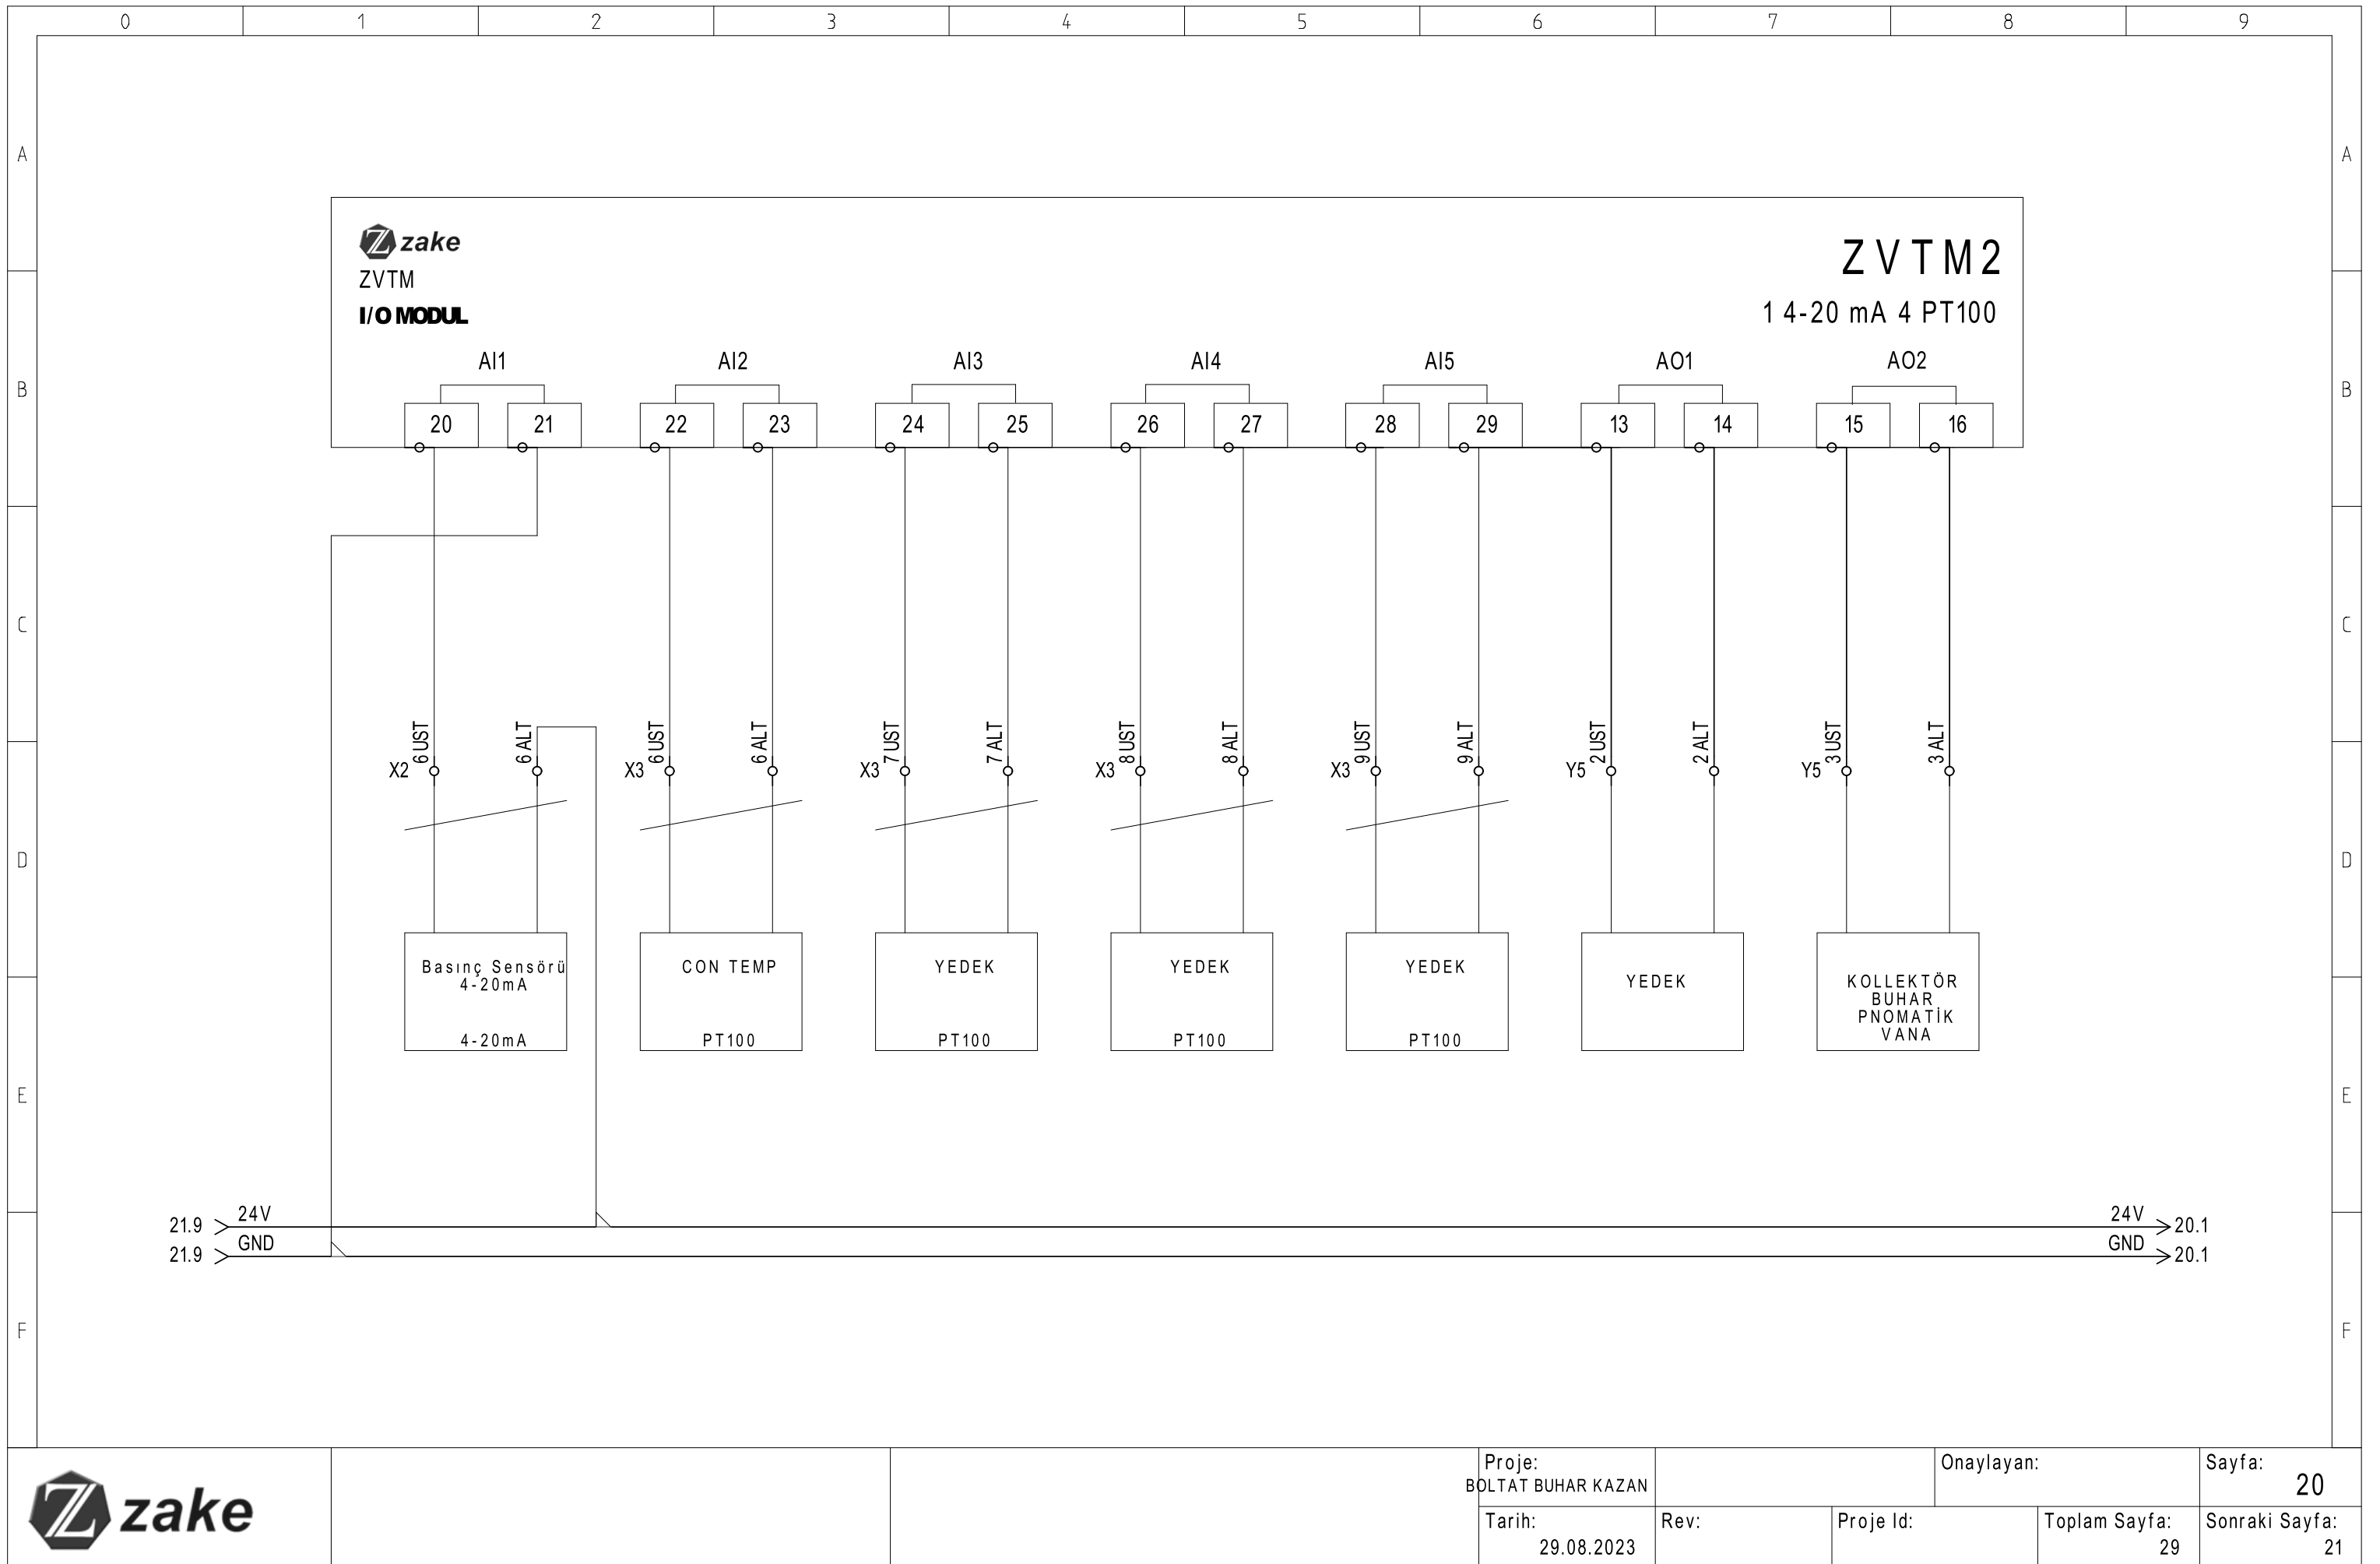 0 1 2 3 4 5 6 7 8 9
A A
zake
ZVTM2
ZVTM
I/O MODUL
1 4-20 mA 4 PT100
AI1 AI2 AI3 AI4 AI5 AO1 AO2
B B
20 21 22 23 24 25 26 27 28 29 13 14 15 16
C C
6 UST 6 ALT 6 UST 6 ALT 7 UST 7 ALT 8 UST 8 ALT 9 UST 9 ALT 2 UST 2 ALT 3 UST 3 ALT
X2 X3 X3 X3 X3 Y5 Y5
D D
Basınç Sensörü
4-20mA
4-20mA
CON TEMP
PT100
YEDEK
PT100
YEDEK
PT100
YEDEK
PT100
YEDEK
KOLLEKTÖR
BUHAR
PNOMATİK
VANA
E E
21.9 24V 24V 20.1
21.9 GND GND 20.1
F F
zake
Proje:
BOLTAT BUHAR KAZAN
Onaylayan:
Sayfa:
20
Tarih:
29.08.2023
Rev:
Proje Id:
Toplam Sayfa:
29
Sonraki Sayfa:
21